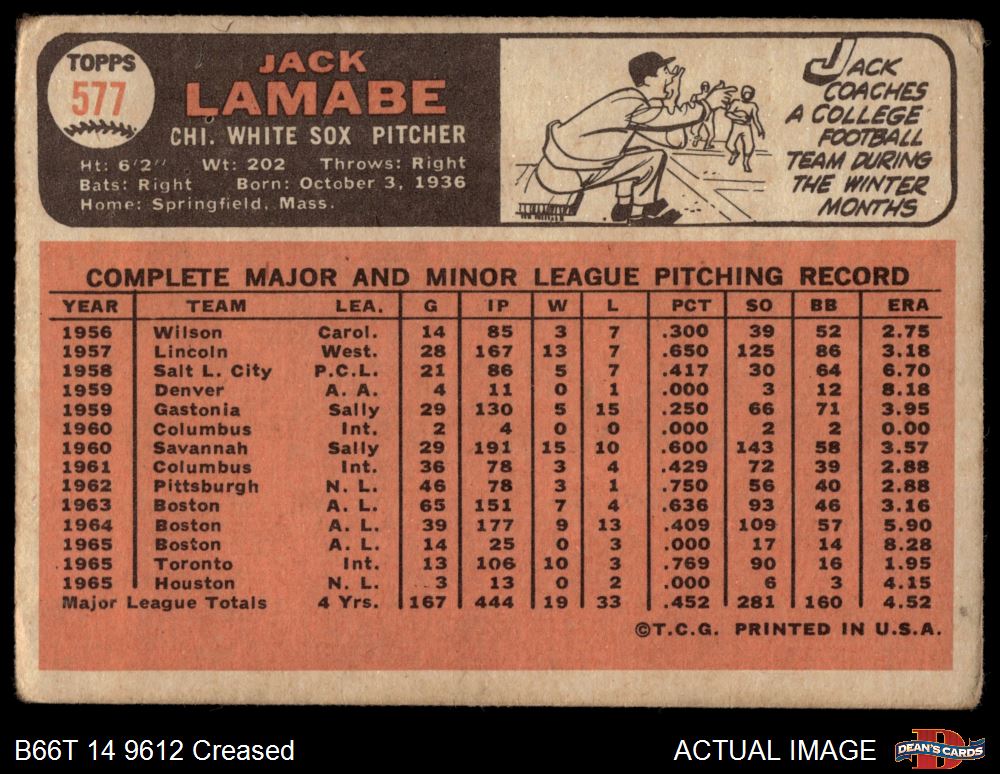 TOPPS
577
JACK
LAMABE
CHI. WHITE SOX PITCHER
Ht: 6'2" Wt: 202 Throws: Right
Bats: Right Born: October 3, 1936
Home: Springfield, Mass.
JACK
COACHES
A COLLEGE
FOOTBALL
TEAM DURING
THE WINTER
MONTHS
COMPLETE MAJOR AND MINOR LEAGUE PITCHING RECORD
YEAR TEAM LEA. G IP W L PCT SO BB ERA
1956 Wilson Carol. 14 85 3 7 .300 39 52 2.75
1957 Lincoln West. 28 167 13 7 .650 125 86 3.18
1958 Salt L. City P.C.L. 21 86 5 7 .417 30 64 6.70
1959 Denver A. A. 4 11 0 1 .000 3 12 8.18
1959 Gastonia Sally 29 130 5 15 .250 66 71 3.95
1960 Columbus Int. 2 4 0 0 .000 2 2 0.00
1960 Savannah Sally 29 191 15 10 .600 143 58 3.57
1961 Columbus Int. 36 78 3 4 .429 72 39 2.88
1962 Pittsburgh N. L. 46 78 3 1 .750 56 40 2.88
1963 Boston A. L. 65 151 7 4 .636 93 46 3.16
1964 Boston A. L. 39 177 9 13 .409 109 57 5.90
1965 Boston A. L. 14 25 0 3 .000 17 14 8.28
1965 Toronto Int. 13 106 10 3 .769 90 16 1.95
1965 Houston N. L. 3 13 0 2 .000 6 3 4.15
Major League Totals 4 Yrs. 167 444 19 33 .452 281 160 4.52
©T.C.G. PRINTED IN U.S.A.
B66T 14 9612 Creased
ACTUAL IMAGE
D
DEAN'S CARDS